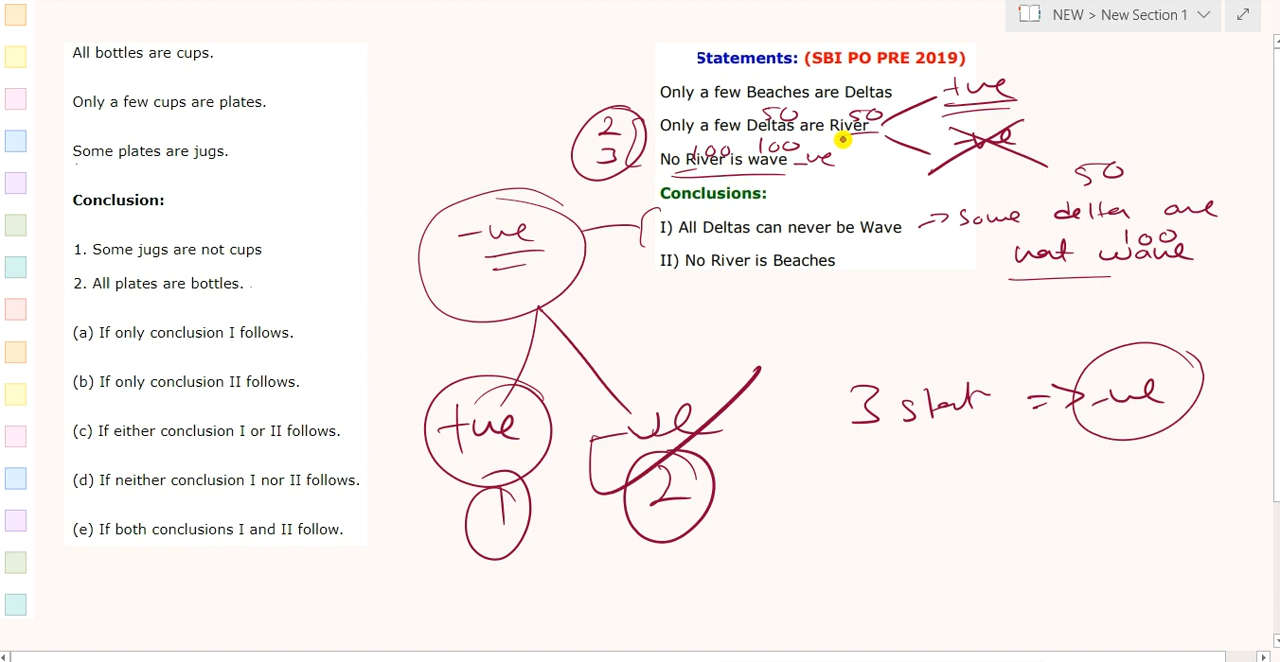 NEW > New Section 1
All bottles are cups.
Only a few cups are plates.
Some plates are jugs.
Conclusion:
1. Some jugs are not cups
2. All plates are bottles.
(a) If only conclusion I follows.
(b) If only conclusion II follows.
(c) If either conclusion I or II follows.
(d) If neither conclusion I nor II follows.
(e) If both conclusions I and II follow.
Statements: (SBI PO PRE 2019)
Only a few Beaches are Deltas
+ve
50 50
Only a few Deltas are River
-ve
2
3
100 100
No River is wave -ve
Conclusions:
I) All Deltas can never be Wave
II) No River is Beaches
50
=> Some delta are
100
not wave
-ve
+ve
-ve
1
2
3 stat => -ve